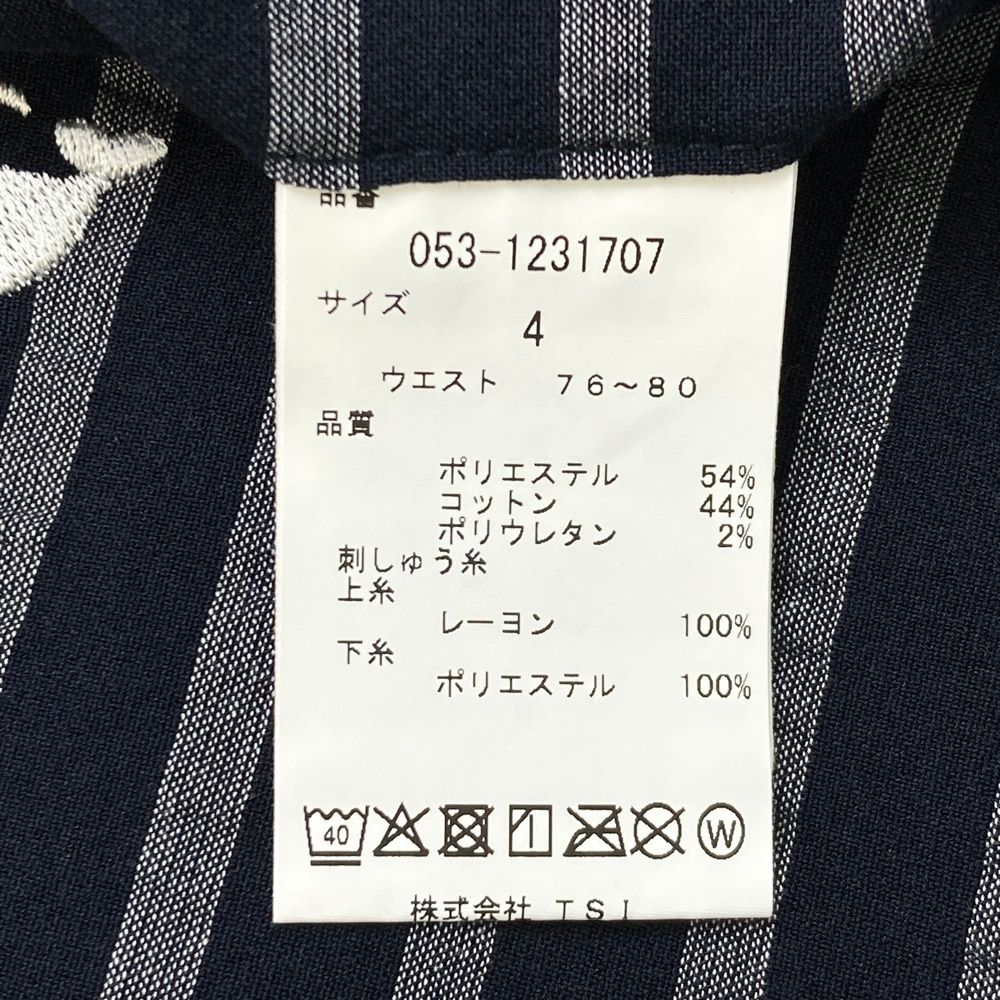 品番
053-1231707
サイズ
4
ウエスト 76～80
品質
ポリエステル 54%
コットン 44%
ポリウレタン 2%
刺しゅう糸
上糸
レーヨン 100%
下糸
ポリエステル 100%
40 W
株式会社 TSI